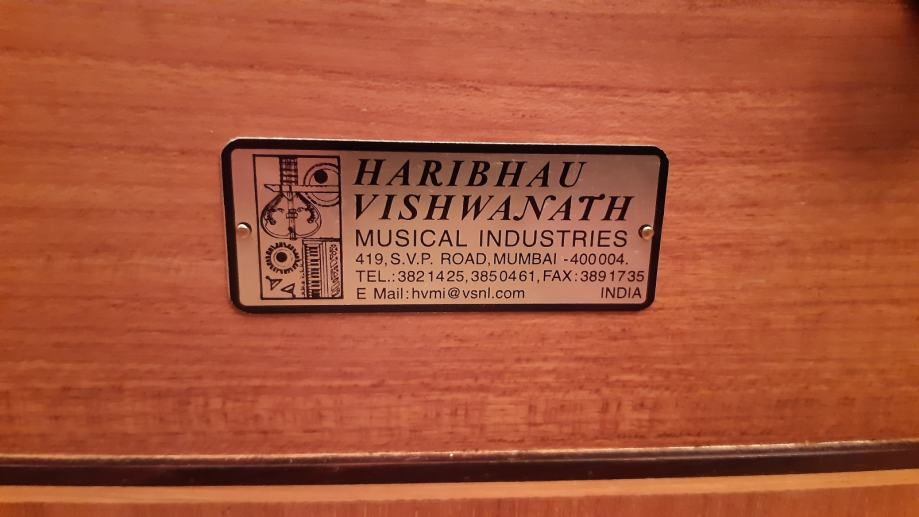 HARIBHAU
VISHWANATH
MUSICAL INDUSTRIES
419, S.V.P. ROAD, MUMBAI -400004.
TEL.:3821425, 3850461, FAX:3891735
E Mail:hvmi@vsnl.com INDIA